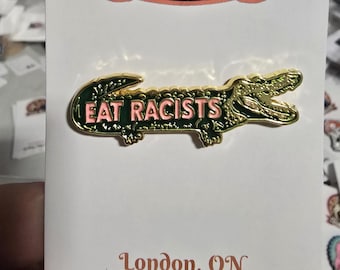 EAT RACISTS
London, ON